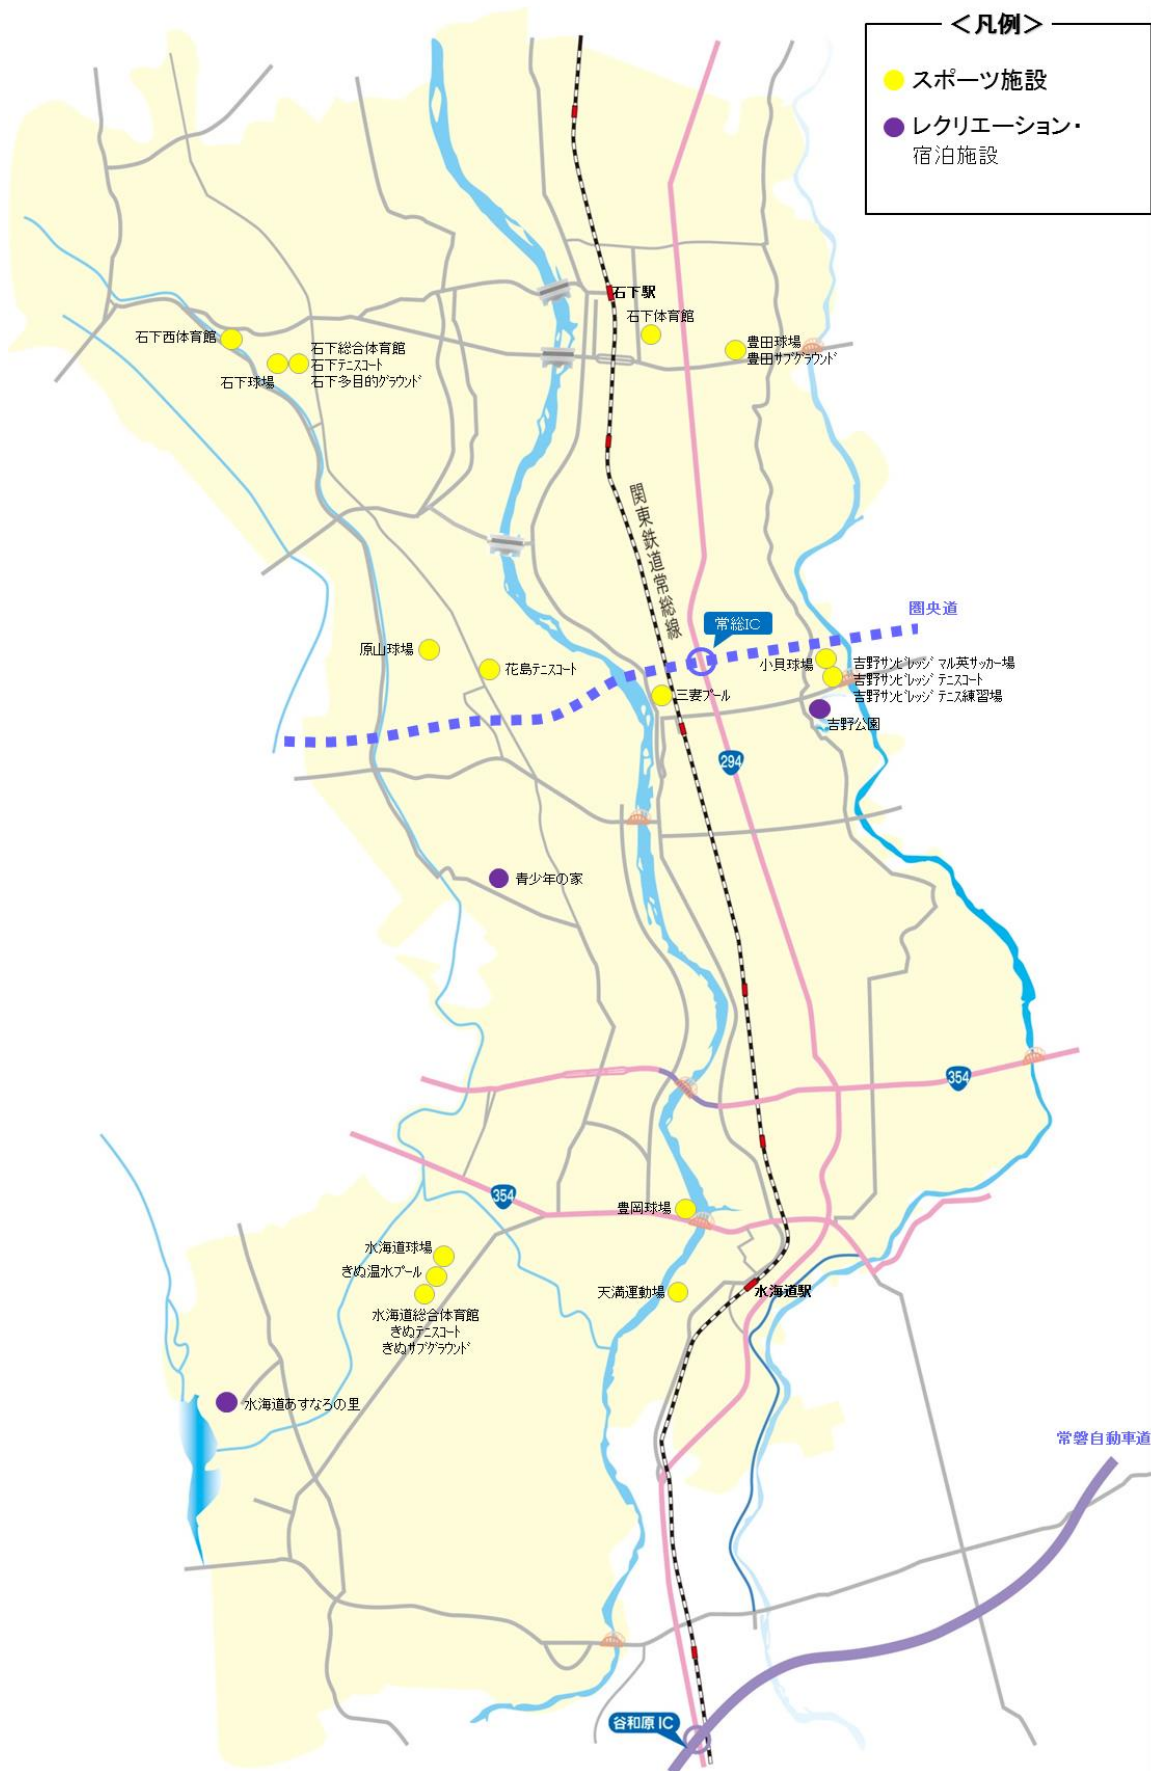 ＜凡例＞
スポーツ施設
レクリエーション・
宿泊施設
石下駅
石下体育館
石下西体育館
豊田球場
豊田サブグラウンド
石下総合体育館
石下テニスコート
石下多目的グラウンド
石下球場
関東鉄道常総線
圏央道
常総IC
原山球場
花島テニスコート
小貝球場
吉野サンビレッジ マル英サッカー場
吉野サンビレッジ テニスコート
吉野サンビレッジ テニス練習場
三妻プール
吉野公園
294
青少年の家
354
354
豊岡球場
水海道球場
きぬ温水プール
天満運動場
水海道駅
水海道総合体育館
きぬテニスコート
きぬサブグラウンド
水海道あすなろの里
常磐自動車道
谷和原IC